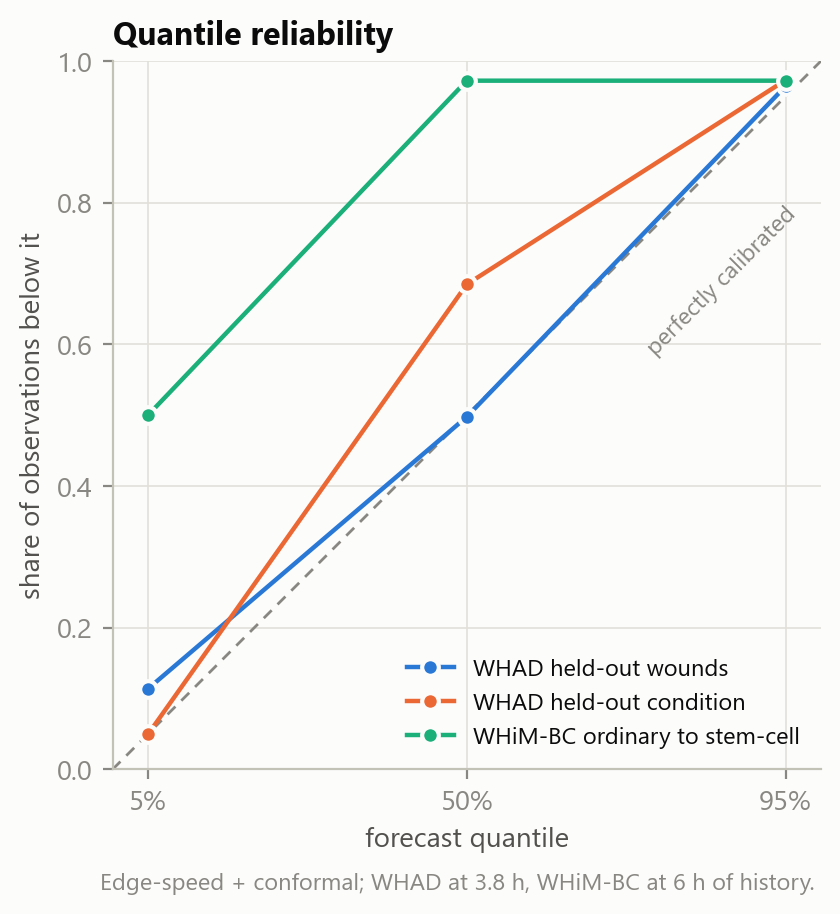 Quantile reliability
1.0
0.8
0.6
0.4
0.2
0.0
share of observations below it
perfectly calibrated
WHAD held-out wounds
WHAD held-out condition
WHiM-BC ordinary to stem-cell
5%
50%
95%
forecast quantile
Edge-speed + conformal; WHAD at 3.8 h, WHiM-BC at 6 h of history.